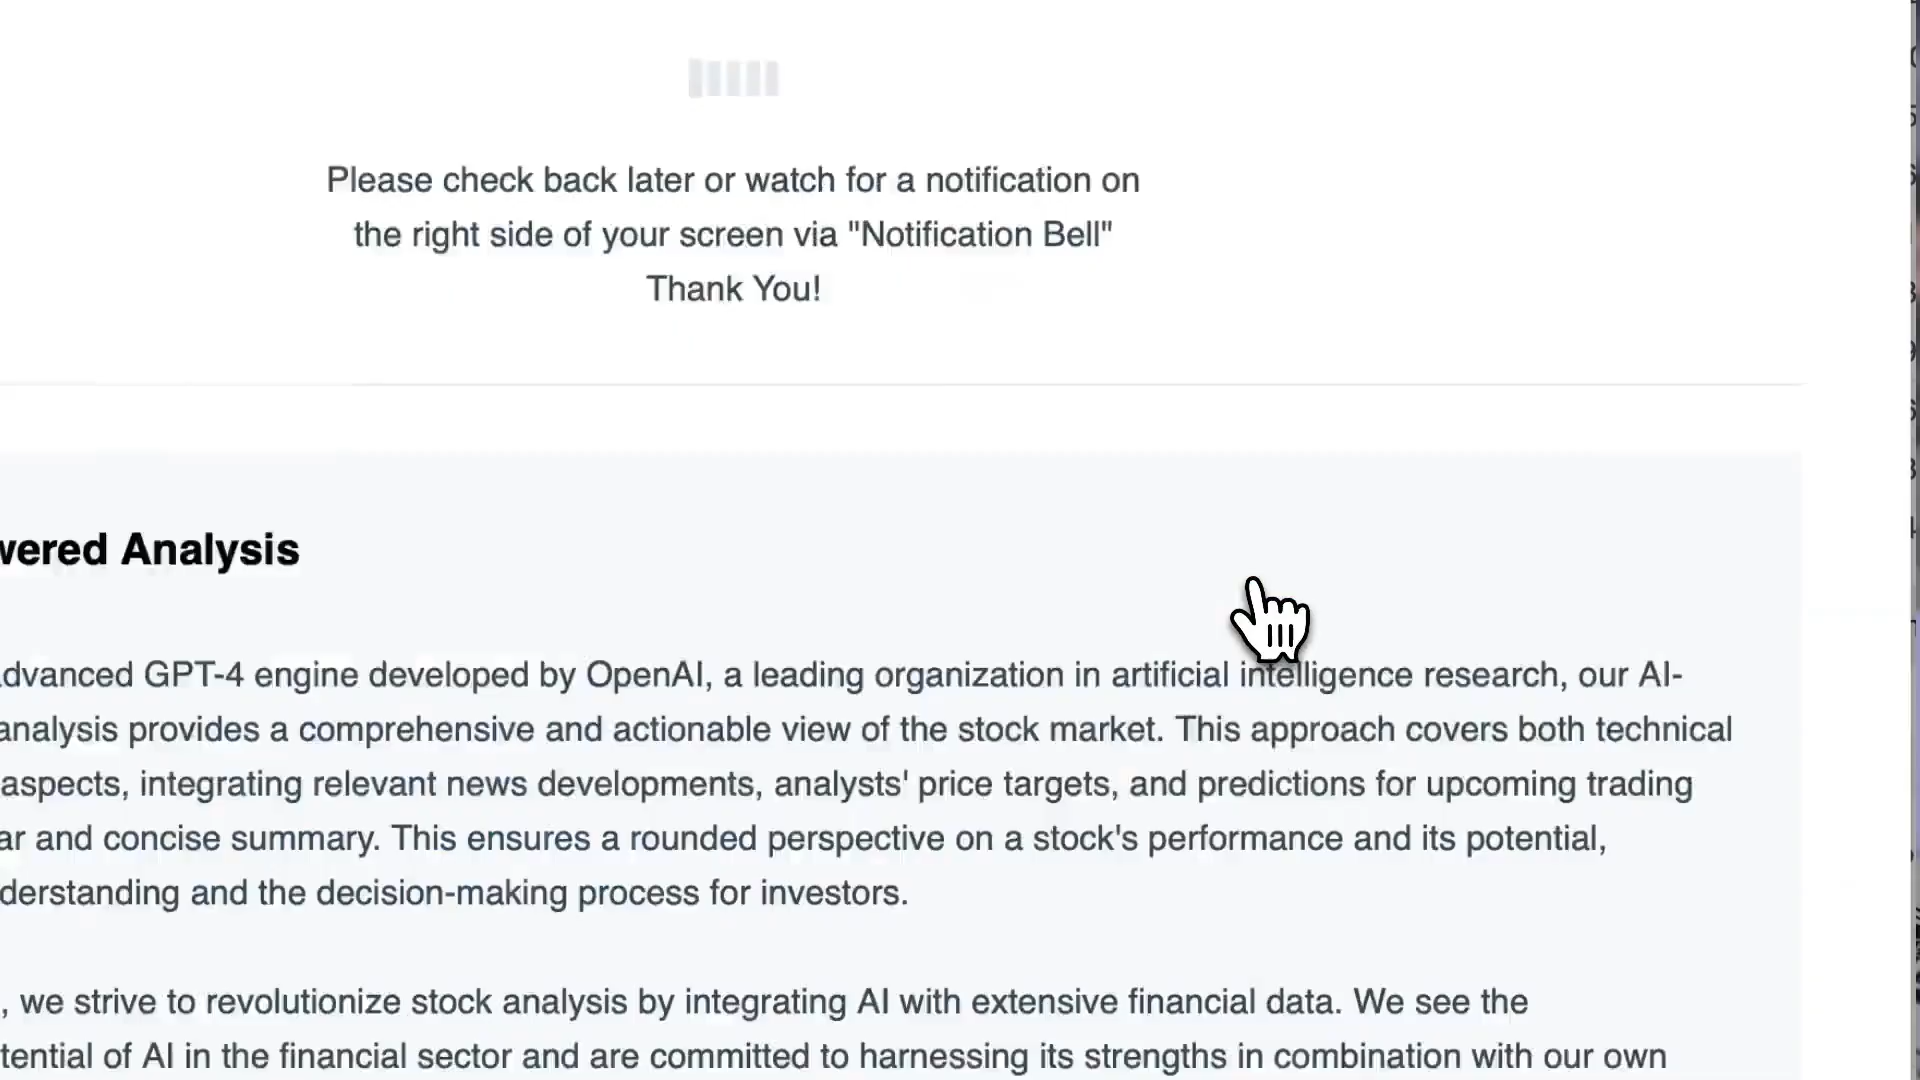 Please check back later or watch for a notification on
the right side of your screen via "Notification Bell"
Thank You!
wered Analysis
dvanced GPT-4 engine developed by OpenAI, a leading organization in artificial intelligence research, our AI-
analysis provides a comprehensive and actionable view of the stock market. This approach covers both technical
aspects, integrating relevant news developments, analysts' price targets, and predictions for upcoming trading
ar and concise summary. This ensures a rounded perspective on a stock's performance and its potential,
derstanding and the decision-making process for investors.
, we strive to revolutionize stock analysis by integrating AI with extensive financial data. We see the
tential of AI in the financial sector and are committed to harnessing its strengths in combination with our own